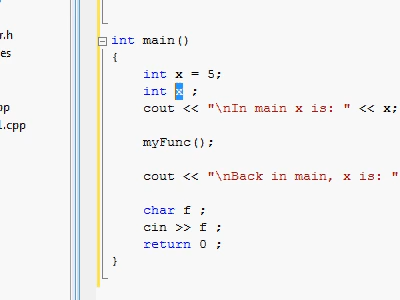 int main()
r.h
{
es
int x = 5;
int x ;
cout << "\nIn main x is: " << x;
pp
l.cpp
myFunc();
cout << "\nBack in main, x is: "
char f ;
cin >> f ;
return 0 ;
}